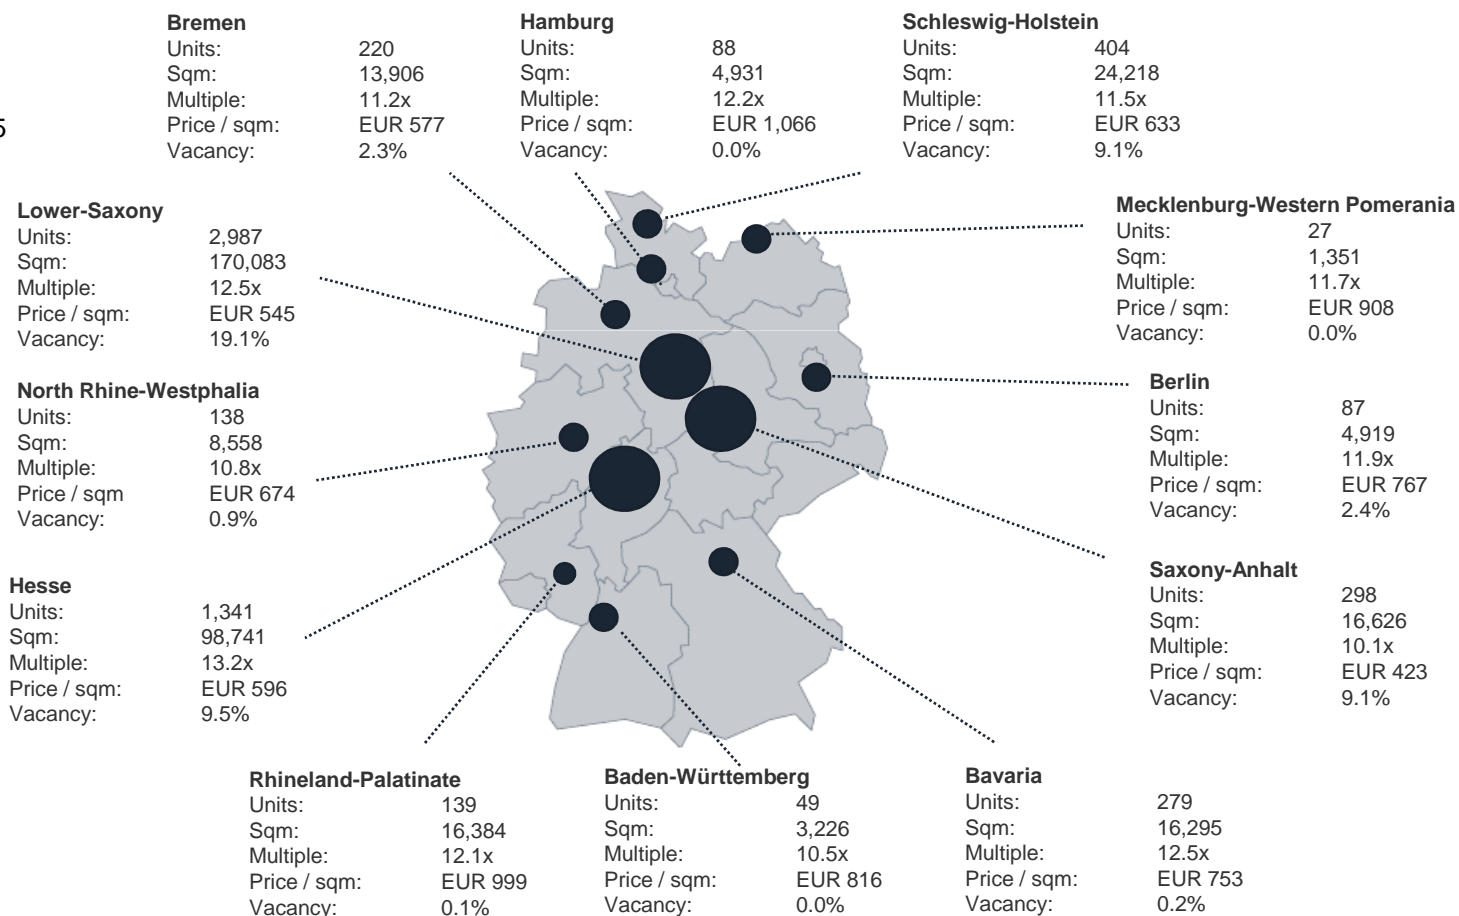 5
Bremen
Units: 220
Sqm: 13,906
Multiple: 11.2x
Price / sqm: EUR 577
Vacancy: 2.3%
Hamburg
Units: 88
Sqm: 4,931
Multiple: 12.2x
Price / sqm: EUR 1,066
Vacancy: 0.0%
Schleswig-Holstein
Units: 404
Sqm: 24,218
Multiple: 11.5x
Price / sqm: EUR 633
Vacancy: 9.1%
Lower-Saxony
Units: 2,987
Sqm: 170,083
Multiple: 12.5x
Price / sqm: EUR 545
Vacancy: 19.1%
Mecklenburg-Western Pomerania
Units: 27
Sqm: 1,351
Multiple: 11.7x
Price / sqm: EUR 908
Vacancy: 0.0%
North Rhine-Westphalia
Units: 138
Sqm: 8,558
Multiple: 10.8x
Price / sqm EUR 674
Vacancy: 0.9%
Berlin
Units: 87
Sqm: 4,919
Multiple: 11.9x
Price / sqm: EUR 767
Vacancy: 2.4%
Hesse
Units: 1,341
Sqm: 98,741
Multiple: 13.2x
Price / sqm: EUR 596
Vacancy: 9.5%
Saxony-Anhalt
Units: 298
Sqm: 16,626
Multiple: 10.1x
Price / sqm: EUR 423
Vacancy: 9.1%
Rhineland-Palatinate
Units: 139
Sqm: 16,384
Multiple: 12.1x
Price / sqm: EUR 999
Vacancy: 0.1%
Baden-Württemberg
Units: 49
Sqm: 3,226
Multiple: 10.5x
Price / sqm: EUR 816
Vacancy: 0.0%
Bavaria
Units: 279
Sqm: 16,295
Multiple: 12.5x
Price / sqm: EUR 753
Vacancy: 0.2%